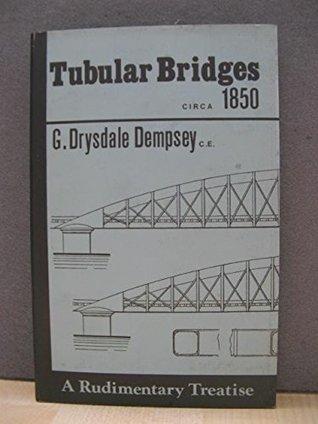 Tubular Bridges
CIRCA 1850
G. Drysdale Dempsey C.E.
A Rudimentary Treatise